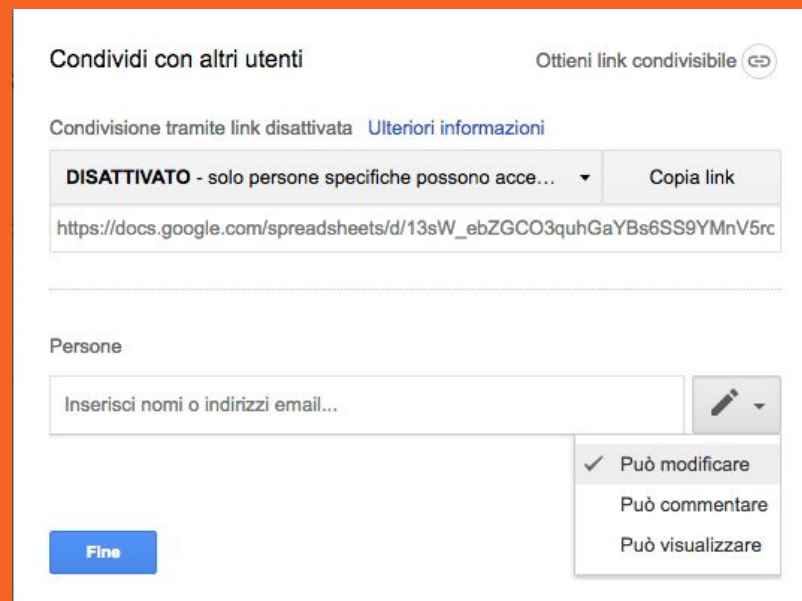 Condividi con altri utenti
Ottieni link condivisibile
Condivisione tramite link disattivata Ulteriori informazioni
DISATTIVATO - solo persone specifiche possono acce... Copia link
https://docs.google.com/spreadsheets/d/13sW_ebZGCO3quhGaYBs6SS9YMnV5rc
Persone
Inserisci nomi o indirizzi email...
Può modificare
Può commentare
Può visualizzare
Fine